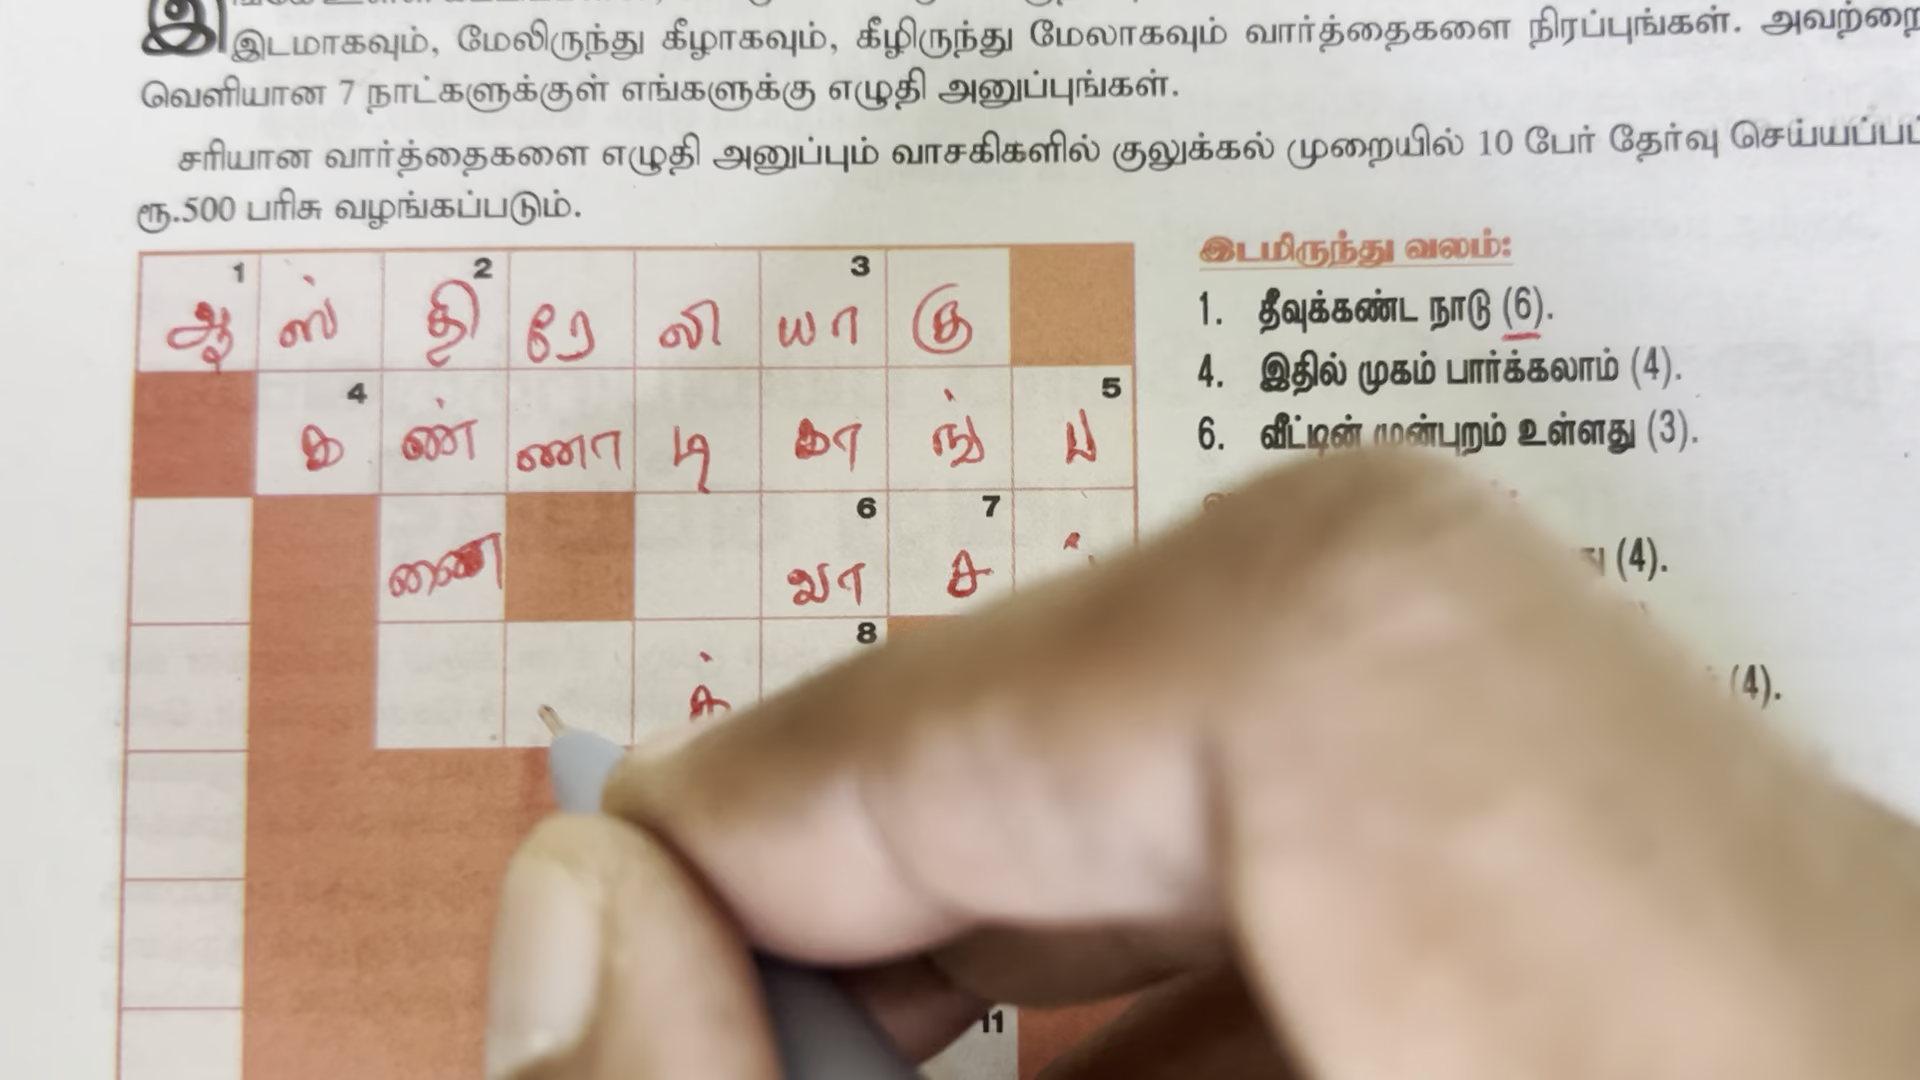 இடமாகவும், மேலிருந்து கீழாகவும், கீழிருந்து மேலாகவும் வார்த்தைகளை நிரப்புங்கள். அவற்றை
வெளியான 7 நாட்களுக்குள் எங்களுக்கு எழுதி அனுப்புங்கள்.
சரியான வார்த்தைகளை எழுதி அனுப்பும் வாசகிகளில் குலுக்கல் முறையில் 10 பேர் தேர்வு
ரூ.500 பரிசு வழங்கப்படும்.
1 2 3
ஆ ஸ் தி ரே லி யா கு
4 5
க ண் ணா டி கா ங் ய
6 7
ணை வா ச
8
க்
11
இடமிருந்து வலம்:
1. தீவுக்கண்ட நாடு (6).
4. இதில் முகம் பார்க்கலாம் (4).
6. வீட்டின் முன்புறம் உள்ளது (3).
(4).
(4).